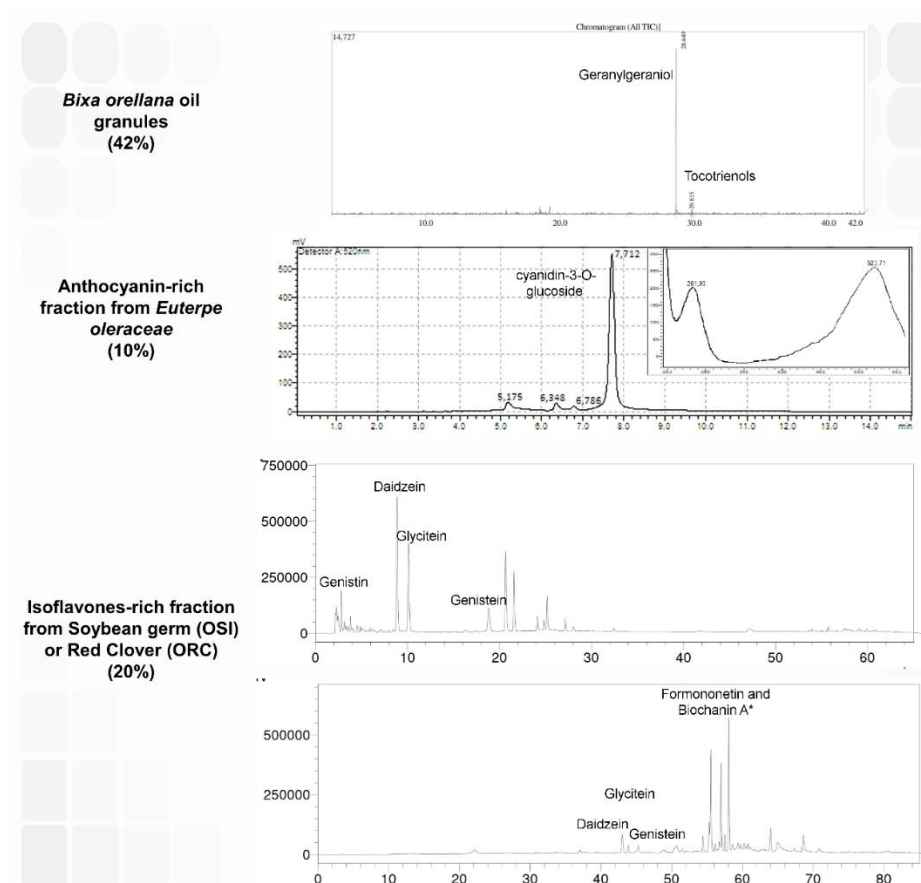 Chromatogram (All TIC)]
14,727
28.649
Geranylgeraniol
Tocotrienols
29.815
10.0 20.0 30.0 40.0 42.0
Bixa orellana oil
granules
(42%)
mV
Detector A:520nm
7,712
cyanidin-3-O-
glucoside
523.71
500
400
300
200
100
0
5,175 6,348 6,786
1.0 2.0 3.0 4.0 5.0 6.0 7.0 8.0 9.0 10.0 11.0 12.0 13.0 14.0 min
Anthocyanin-rich
fraction from Euterpe
oleraceae
(10%)
750000
500000
250000
0
Daidzein
Glycitein
Genistin
Genistein
0 10 20 30 40 50 60
Isoflavones-rich fraction
from Soybean germ (OSI)
or Red Clover (ORC)
(20%)
Formononetin and
Biochanin A*
500000
250000
0
Glycitein
Daidzein
Genistein
0 10 20 30 40 50 60 70 80